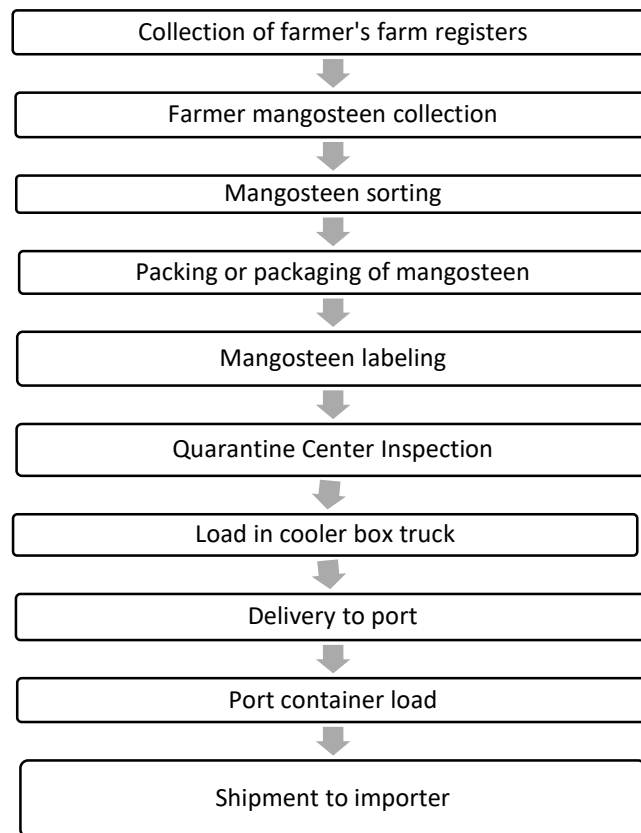 Collection of farmer's farm registers
Farmer mangosteen collection
Mangosteen sorting
Packing or packaging of mangosteen
Mangosteen labeling
Quarantine Center Inspection
Load in cooler box truck
Delivery to port
Port container load
Shipment to importer